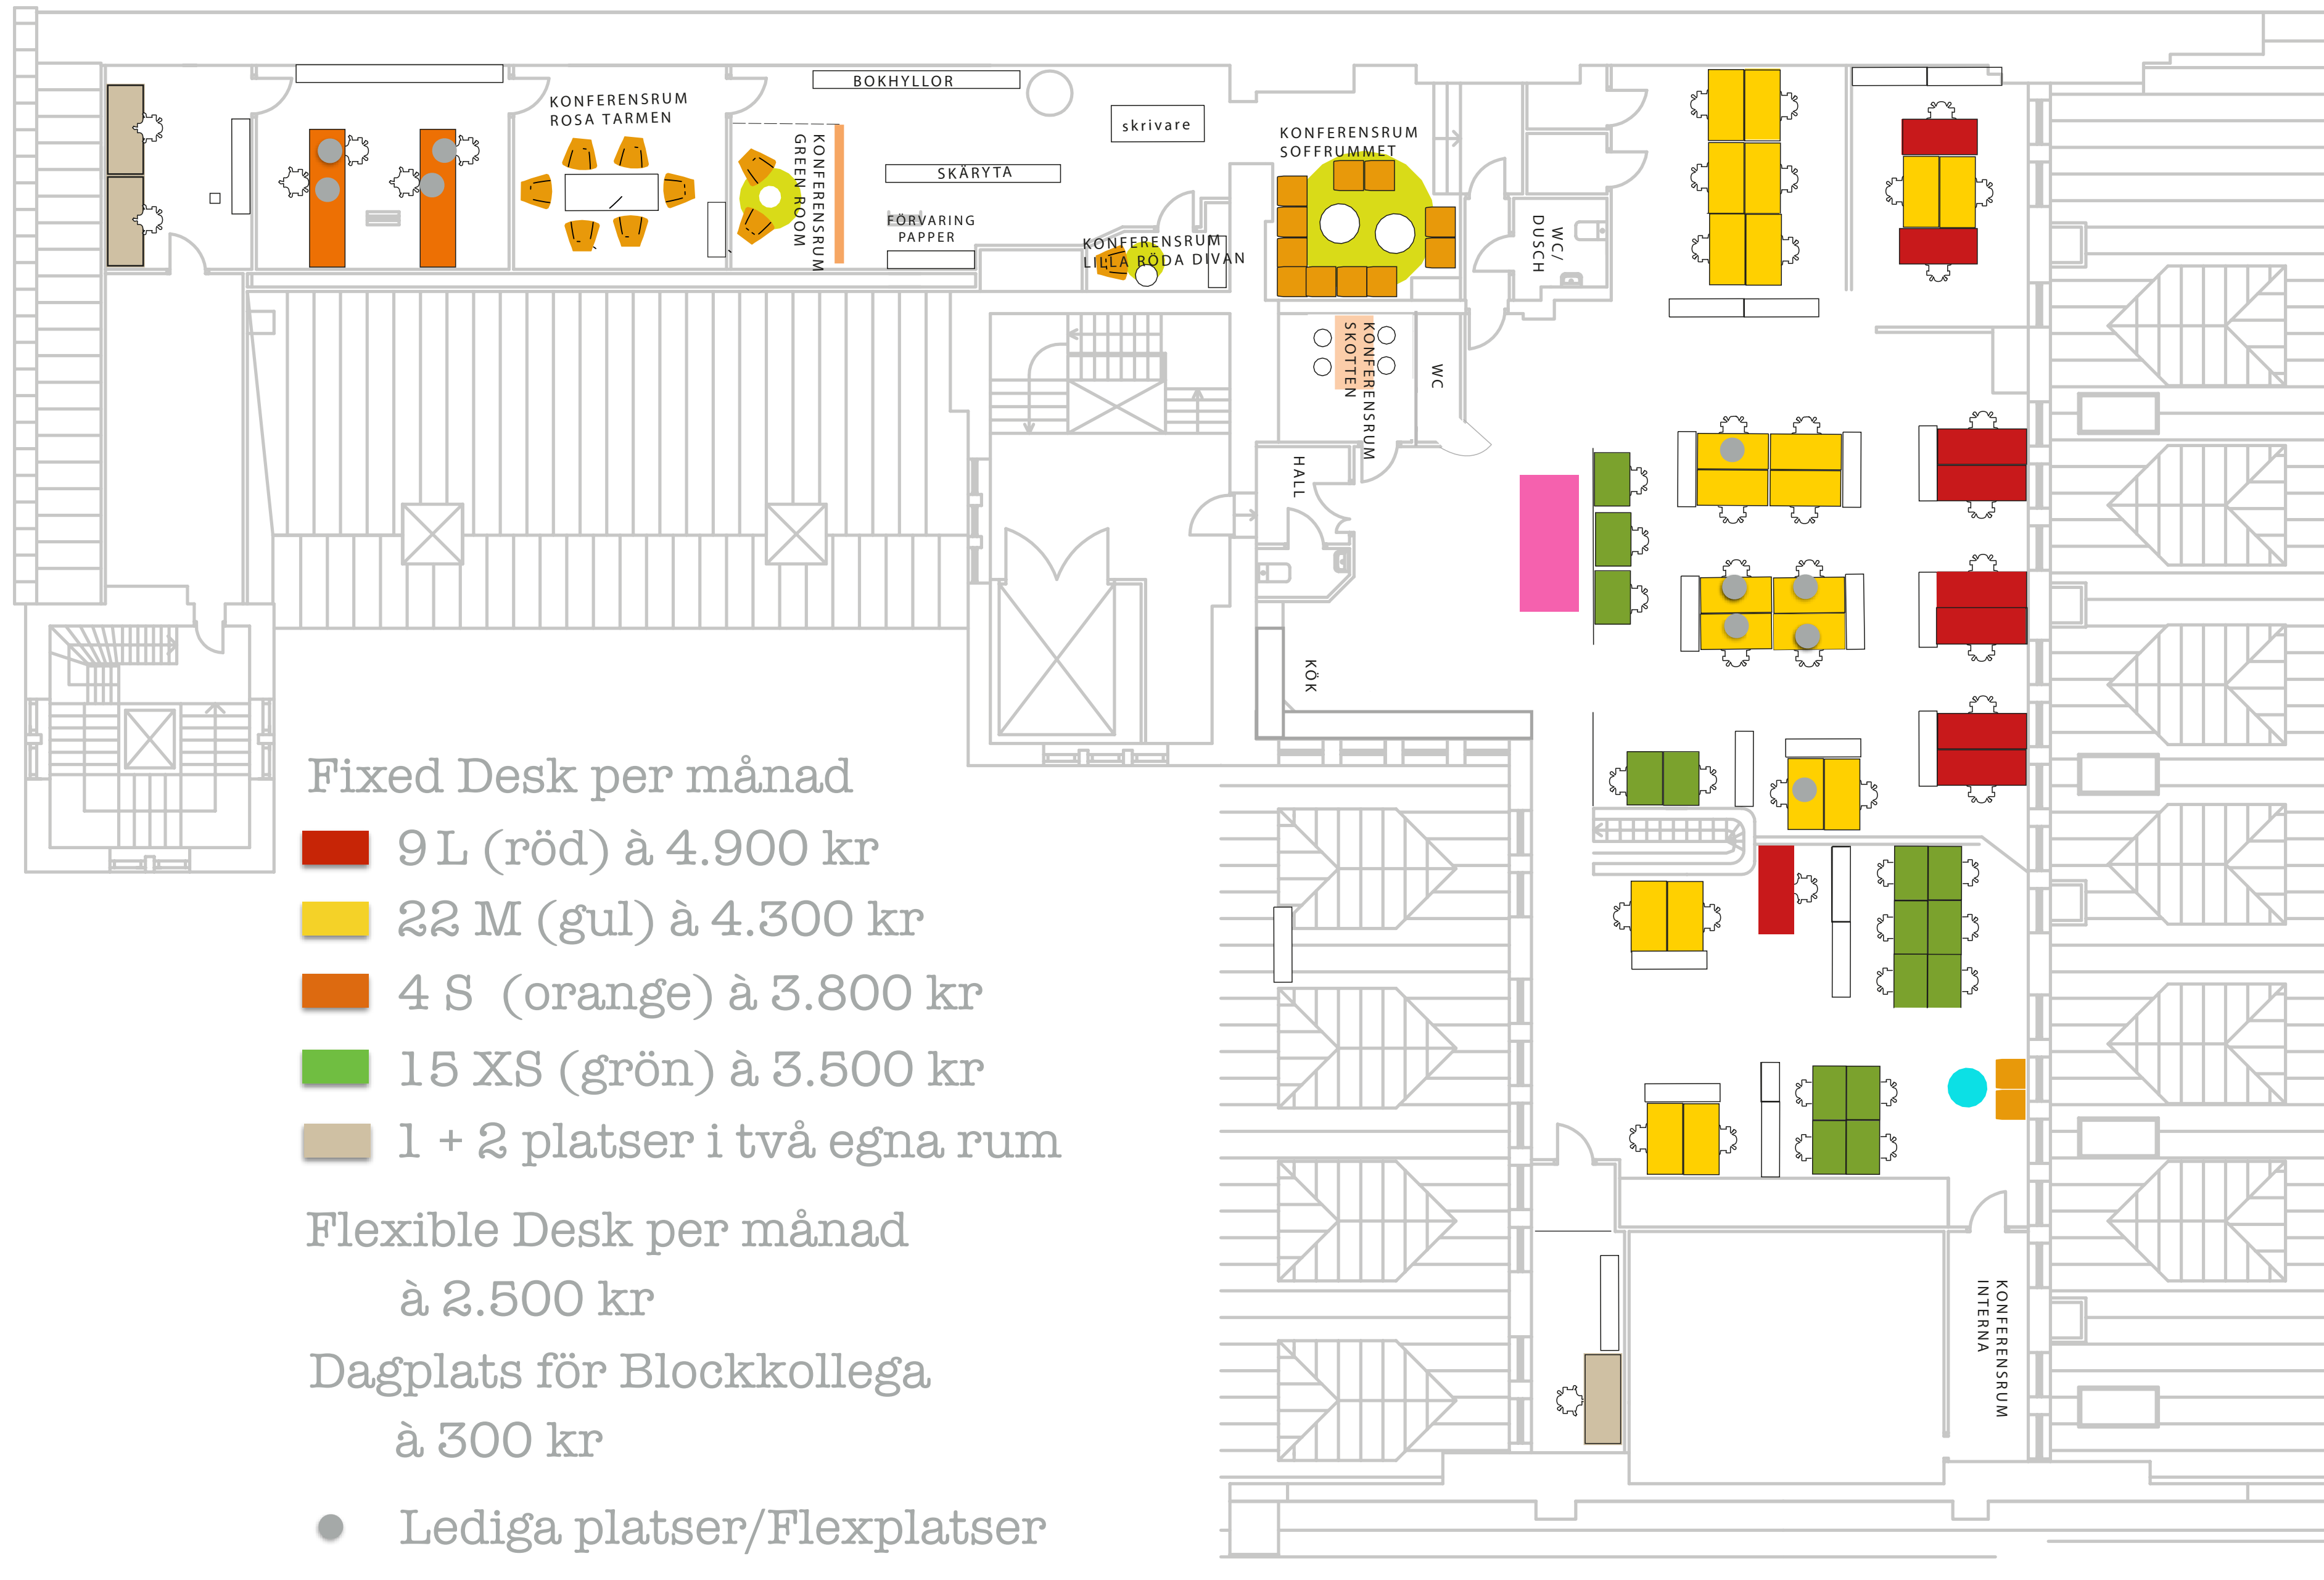 BOKHYLLOR
KONFERENSRUM
ROSA TARMEN
skrivare
KONFERENSRUM
GREEN ROOM
SKÄRYTA
FÖRVARING
PAPPER
KONFERENSRUM
LILLA RÖDA DIVAN
KONFERENSRUM
SOFFRUMMET
WC/
DUSCH
KONFERENSRUM
SKOTTEN
WC
HALL
KÖK
KONFERENSRUM
INTERNA
Fixed Desk per månad
9 L (röd) à 4.900 kr
22 M (gul) à 4.300 kr
4 S (orange) à 3.800 kr
15 XS (grön) à 3.500 kr
1 + 2 platser i två egna rum
Flexible Desk per månad
à 2.500 kr
Dagplats för Blockkollega
à 300 kr
Lediga platser/Flexplatser